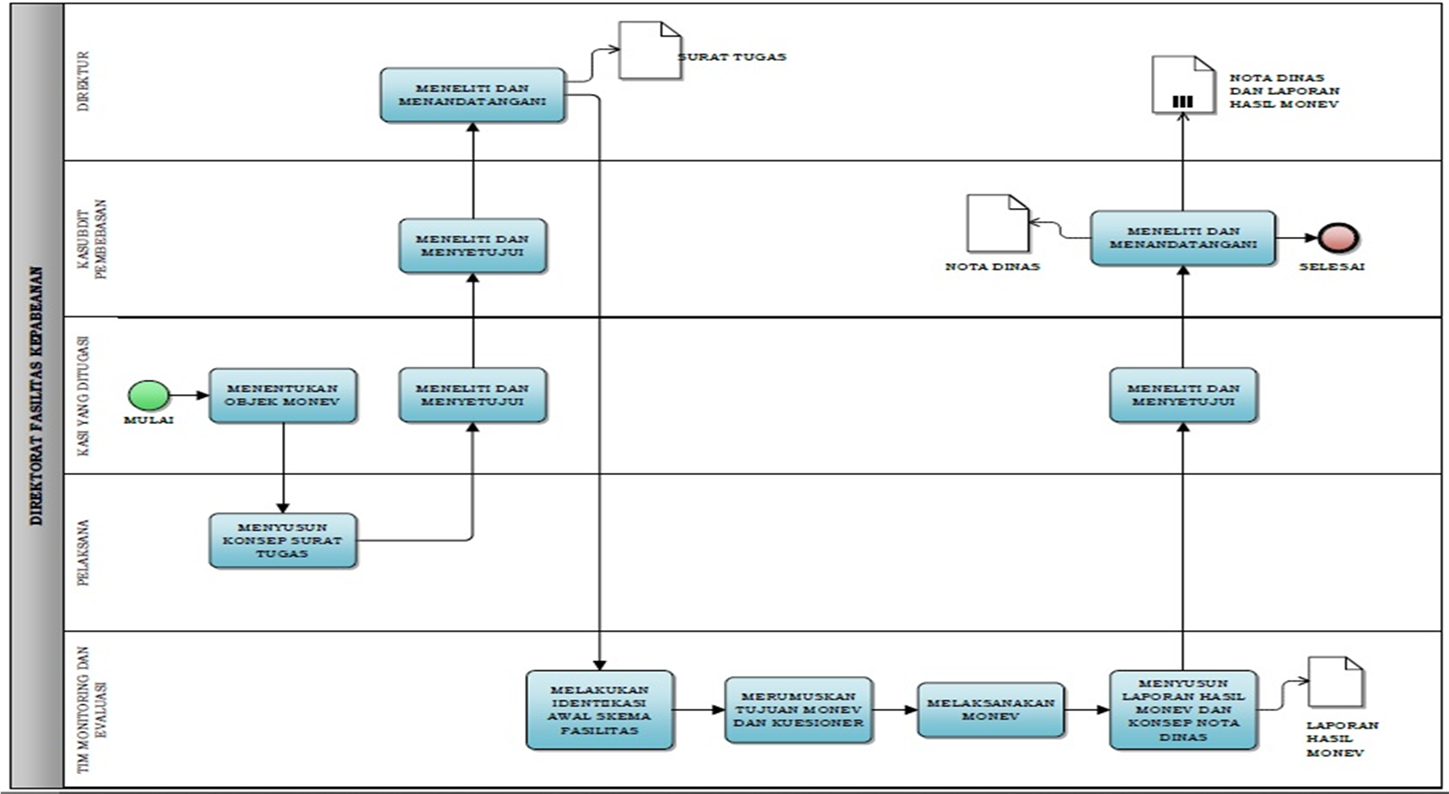 DIREKTORAT FASILITAS KEPABEANAN
DIREKTUR
MENELITI DAN
MENANDATANGANI
SURAT TUGAS
NOTA DINAS
DAN LAPORAN
HASIL MONEV
KASUBDIT
PEMBEBASAN
MENELITI DAN
MENYETUJUI
NOTA DINAS
MENELITI DAN
MENANDATANGANI
SELESAI
KASI YANG DITUGASI
MULAI
MENENTUKAN
OBJEK MONEV
MENELITI DAN
MENYETUJUI
MENELITI DAN
MENYETUJUI
PELAKSANA
MENYUSUN
KONSEP SURAT
TUGAS
TIM MONITORING DAN
EVALUASI
MELAKUKAN
IDENTIIKASI
AWAL SKEMA
FASILITAS
MERUMUSKAN
TUJUAN MONEV
DAN KUESIONER
MELAKSANAKAN
MONEV
MENYUSUN
LAPORAN HASIL
MONEV DAN
KONSEP NOTA
DINAS
LAPORAN
HASIL
MONEV